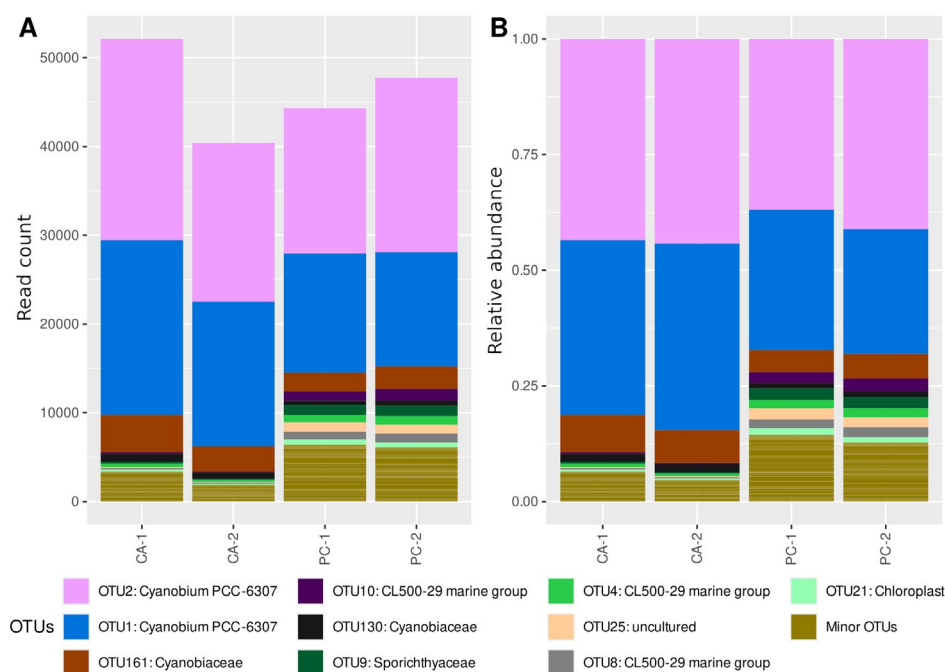 A
B
Read count
50000
40000
30000
20000
10000
0
CA-1
CA-2
PC-1
PC-2
Relative abundance
1.00
0.75
0.50
0.25
0.00
CA-1
CA-2
PC-1
PC-2
OTUs
OTU2: Cyanobium PCC-6307
OTU1: Cyanobium PCC-6307
OTU161: Cyanobiaceae
OTU10: CL500-29 marine group
OTU130: Cyanobiaceae
OTU9: Sporichthyaceae
OTU4: CL500-29 marine group
OTU25: uncultured
OTU8: CL500-29 marine group
OTU21: Chloroplast
Minor OTUs